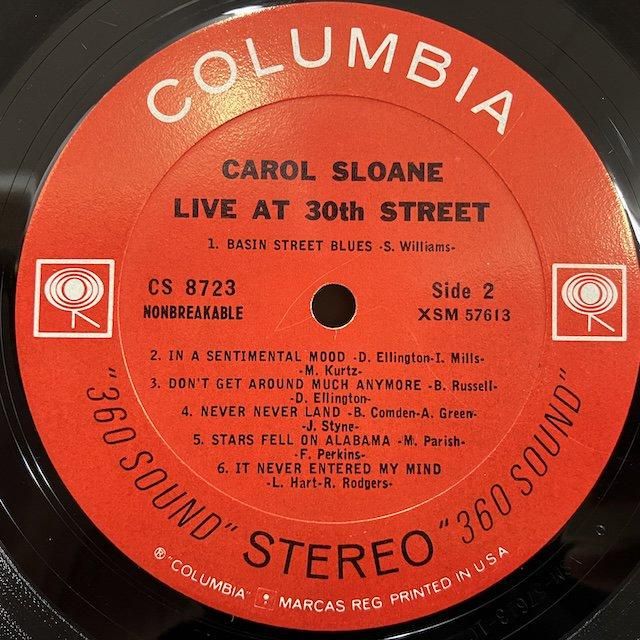 COLUMBIA
CAROL SLOANE
LIVE AT 30th STREET
1. BASIN STREET BLUES -S. Williams-
CS 8723
NONBREAKABLE
Side 2
XSM 57613
2. IN A SENTIMENTAL MOOD -D. Ellington-I. Mills-
-M. Kurtz-
3. DON'T GET AROUND MUCH ANYMORE -B. Russell-
-D. Ellington-
4. NEVER NEVER LAND -B. Comden-A. Green-
-J. Styne-
5. STARS FELL ON ALABAMA -M. Parish-
-F. Perkins-
6. IT NEVER ENTERED MY MIND
-L. Hart-R. Rodgers-
"360 SOUND" STEREO "360 SOUND"
® "COLUMBIA" MARCAS REG PRINTED IN U S A